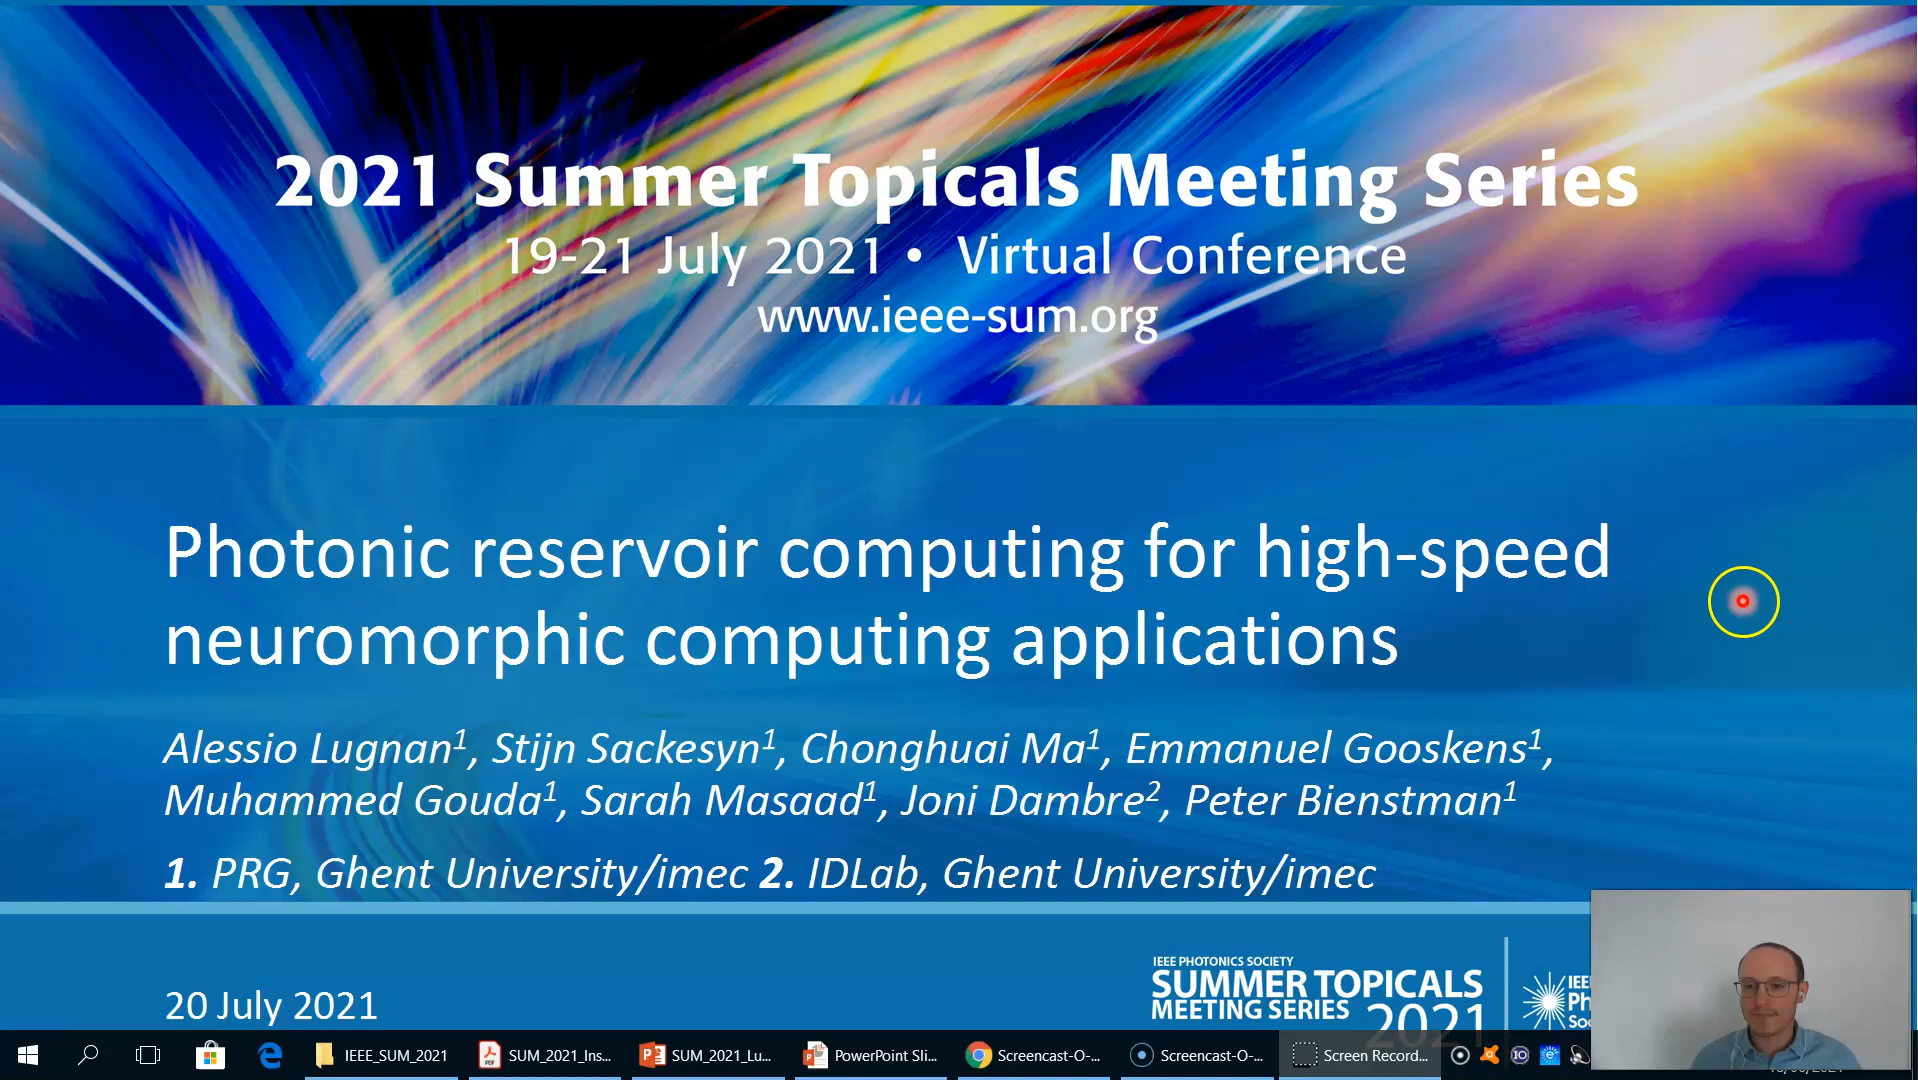 2021 Summer Topicals Meeting Series
19-21 July 2021 • Virtual Conference
www.ieee-sum.org
Photonic reservoir computing for high-speed
neuromorphic computing applications
Alessio Lugnan¹, Stijn Sackesyn¹, Chonghuai Ma¹, Emmanuel Gooskens¹,
Muhammed Gouda¹, Sarah Masaad¹, Joni Dambre², Peter Bienstman¹
1. PRG, Ghent University/imec 2. IDLab, Ghent University/imec
20 July 2021
IEEE PHOTONICS SOCIETY
SUMMER TOPICALS
MEETING SERIES 2021
IEEE
IEEE_SUM_2021
SUM_2021_Ins...
SUM_2021_Lu...
PowerPoint Sli...
Screencast-O-...
Screencast-O-...
Screen Record...